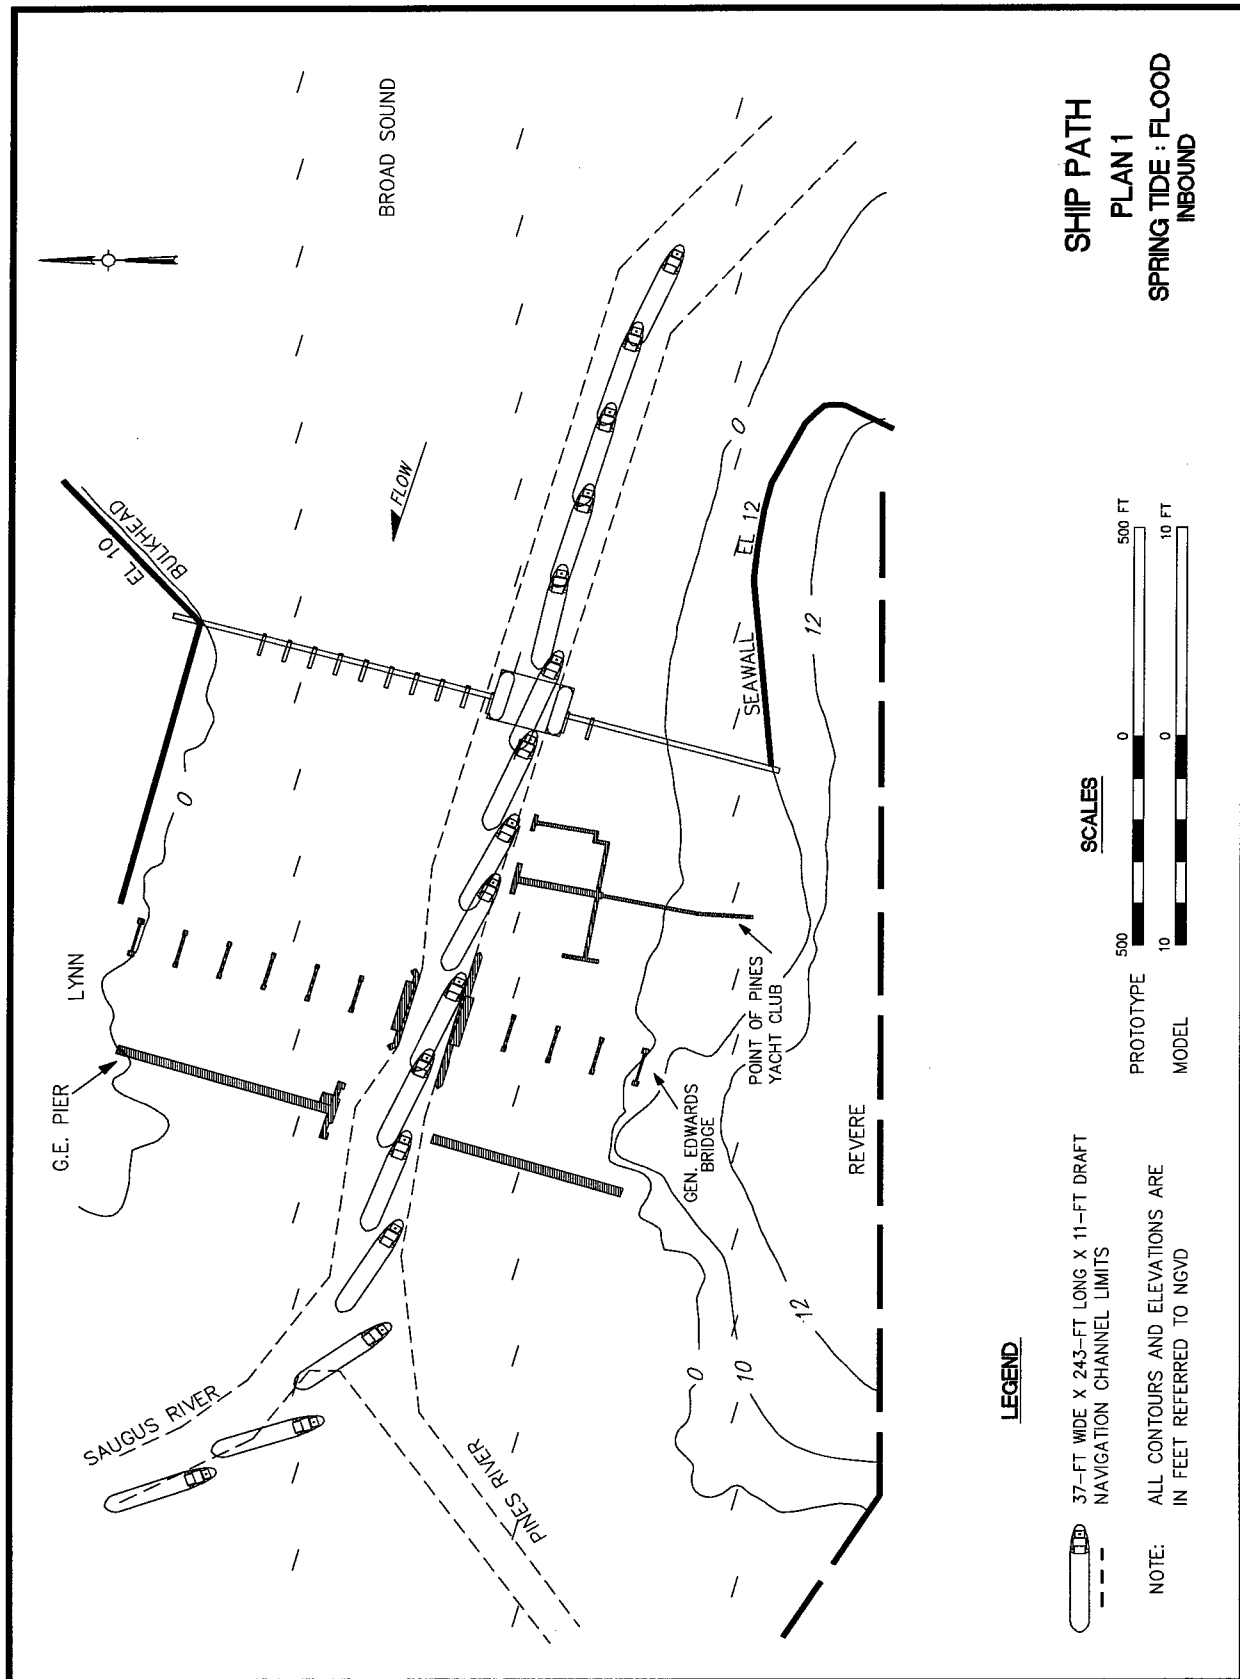 BROAD SOUND
FLOW
EL 10
BULKHEAD
0
LYNN
G.E. PIER
SAUGUS RIVER
PINES RIVER
0
SEAWALL
EL 12
12
POINT OF PINES
YACHT CLUB
GEN. EDWARDS
BRIDGE
REVERE
0
10
12
SHIP PATH
PLAN 1
SPRING TIDE : FLOOD
INBOUND
SCALES
PROTOTYPE
500
0
500 FT
MODEL
10
0
10 FT
LEGEND
37-FT WIDE X 243-FT LONG X 11-FT DRAFT
NAVIGATION CHANNEL LIMITS
NOTE:
ALL CONTOURS AND ELEVATIONS ARE
IN FEET REFERRED TO NGVD